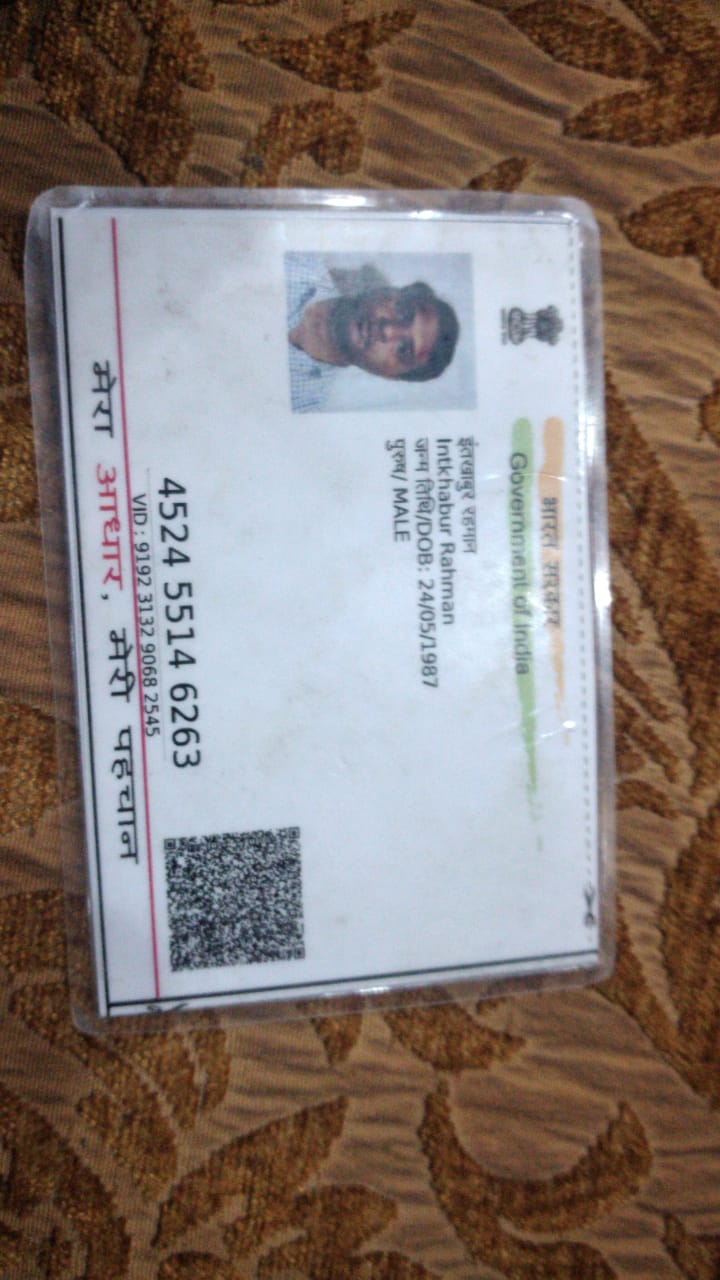 भारत सरकार
Government of India
इंतखाबुर रहमान
Intkhabur Rahman
जन्म तिथि/DOB: 24/05/1987
पुरुष/ MALE
4524 5514 6263
VID : 9192 3132 9068 2545
मेरा आधार, मेरी पहचान